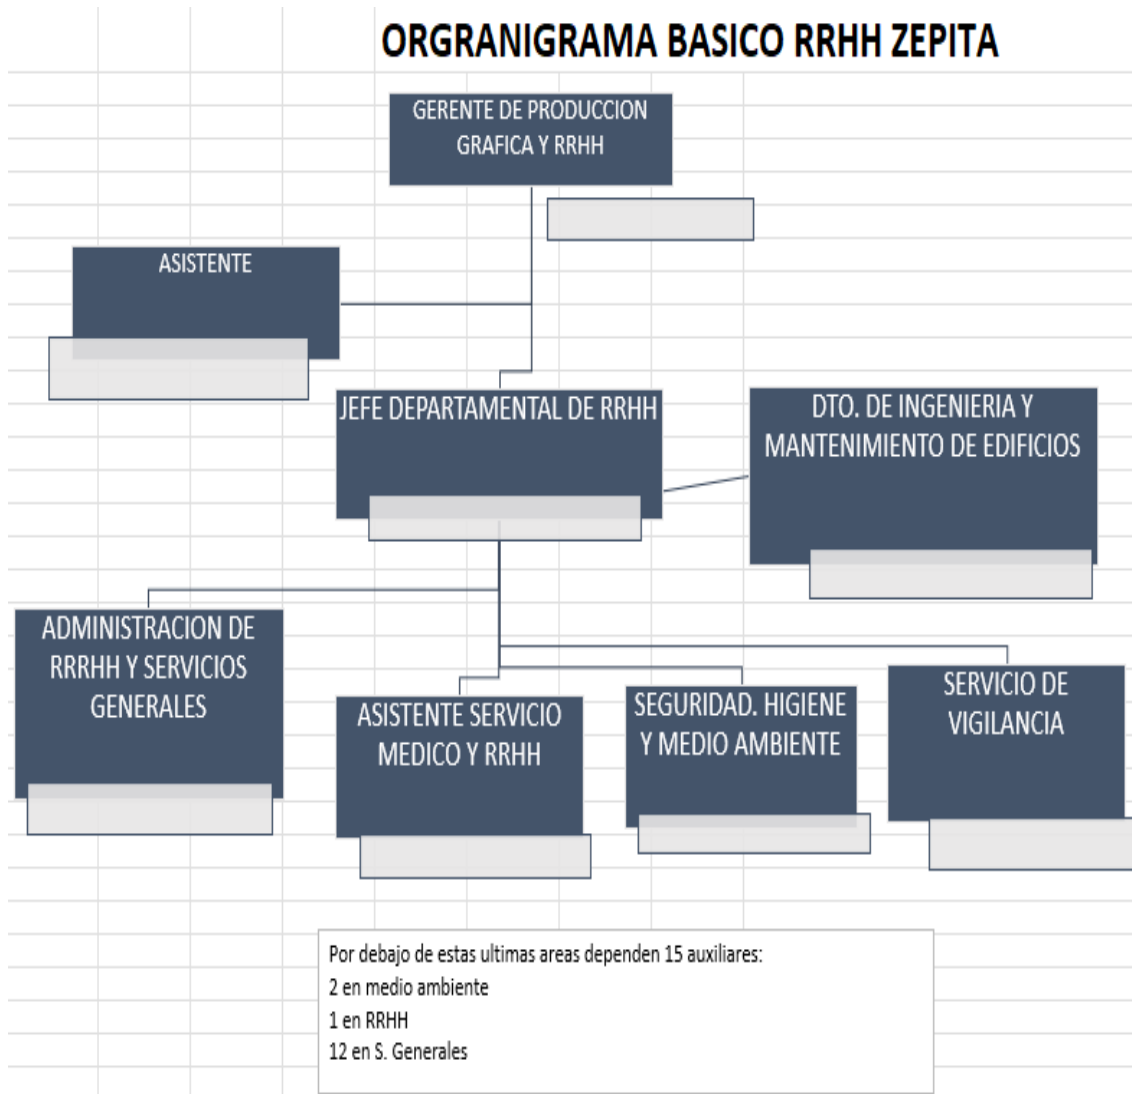 ORGRANIGRAMA BASICO RRHH ZEPITA
GERENTE DE PRODUCCION
GRAFICA Y RRHH
ASISTENTE
JEFE DEPARTAMENTAL DE RRHH
DTO. DE INGENIERIA Y
MANTENIMIENTO DE EDIFICIOS
ADMINISTRACION DE
RRRHH Y SERVICIOS
GENERALES
ASISTENTE SERVICIO
MEDICO Y RRHH
SEGURIDAD. HIGIENE
Y MEDIO AMBIENTE
SERVICIO DE
VIGILANCIA
Por debajo de estas ultimas areas dependen 15 auxiliares:
2 en medio ambiente
1 en RRHH
12 en S. Generales